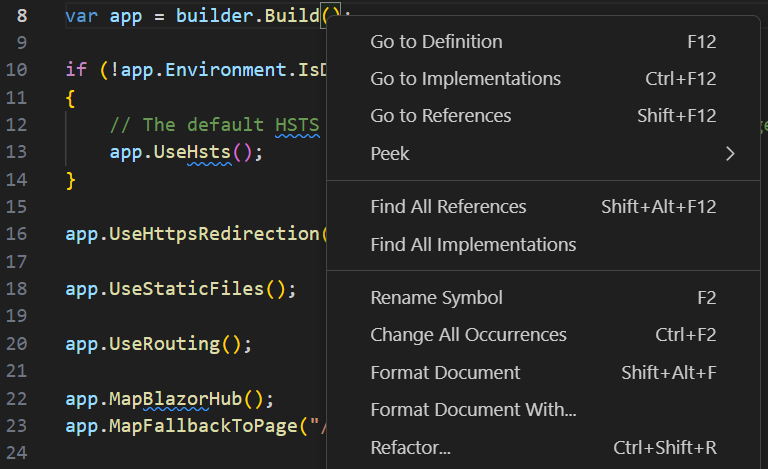 8 var app = builder.Build();
9
10 if (!app.Environment.IsD
11 {
12 // The default HSTS
13 app.UseHsts();
14 }
15
16 app.UseHttpsRedirection(
17
18 app.UseStaticFiles();
19
20 app.UseRouting();
21
22 app.MapBlazorHub();
23 app.MapFallbackToPage("/
24
Go to Definition F12
Go to Implementations Ctrl+F12
Go to References Shift+F12
Peek
Find All References Shift+Alt+F12
Find All Implementations
Rename Symbol F2
Change All Occurrences Ctrl+F2
Format Document Shift+Alt+F
Format Document With...
Refactor... Ctrl+Shift+R